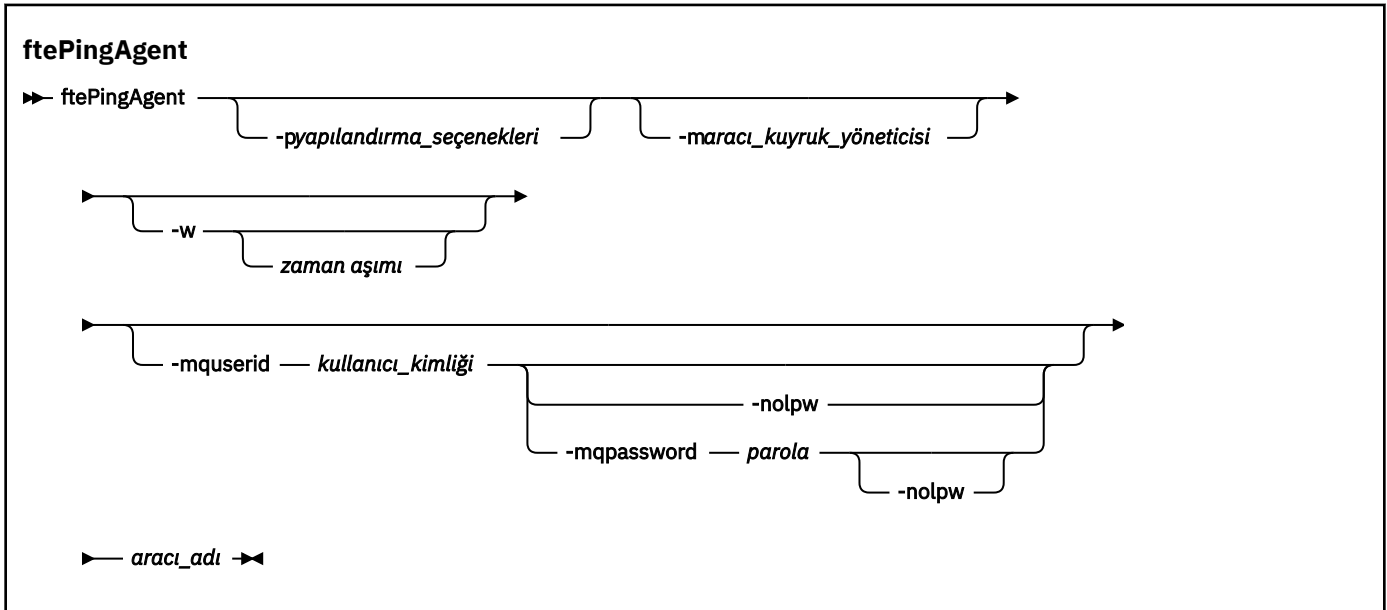 ftePingAgent
ftePingAgent
-pyapılandırma_seçenekleri -maracı_kuyruk_yöneticisi
-w
zaman aşımı
-mquserid kullanıcı_kimliği
-nolpw
-mqpassword parola
-nolpw
aracı_adı